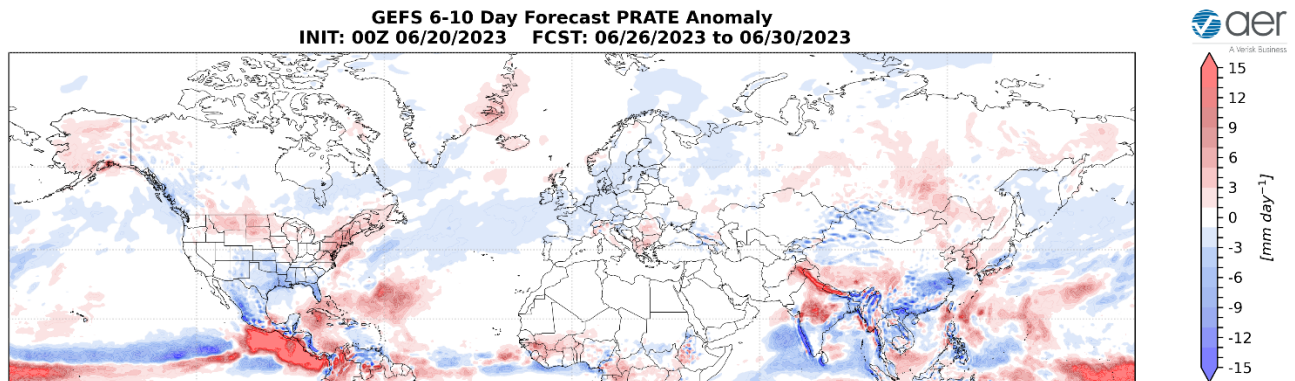 GEFS 6-10 Day Forecast PRATE Anomaly
INIT: 00Z 06/20/2023    FCST: 06/26/2023 to 06/30/2023
aer
A Verisk Business
15
12
9
6
3
0
-3
-6
-9
-12
-15
[mm day⁻¹]